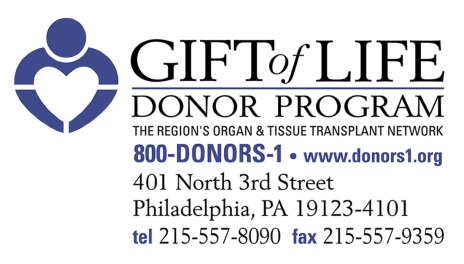 GIFT of LIFE
DONOR PROGRAM
THE REGION'S ORGAN & TISSUE TRANSPLANT NETWORK
800-DONORS-1 • www.donors1.org
401 North 3rd Street
Philadelphia, PA 19123-4101
tel 215-557-8090 fax 215-557-9359